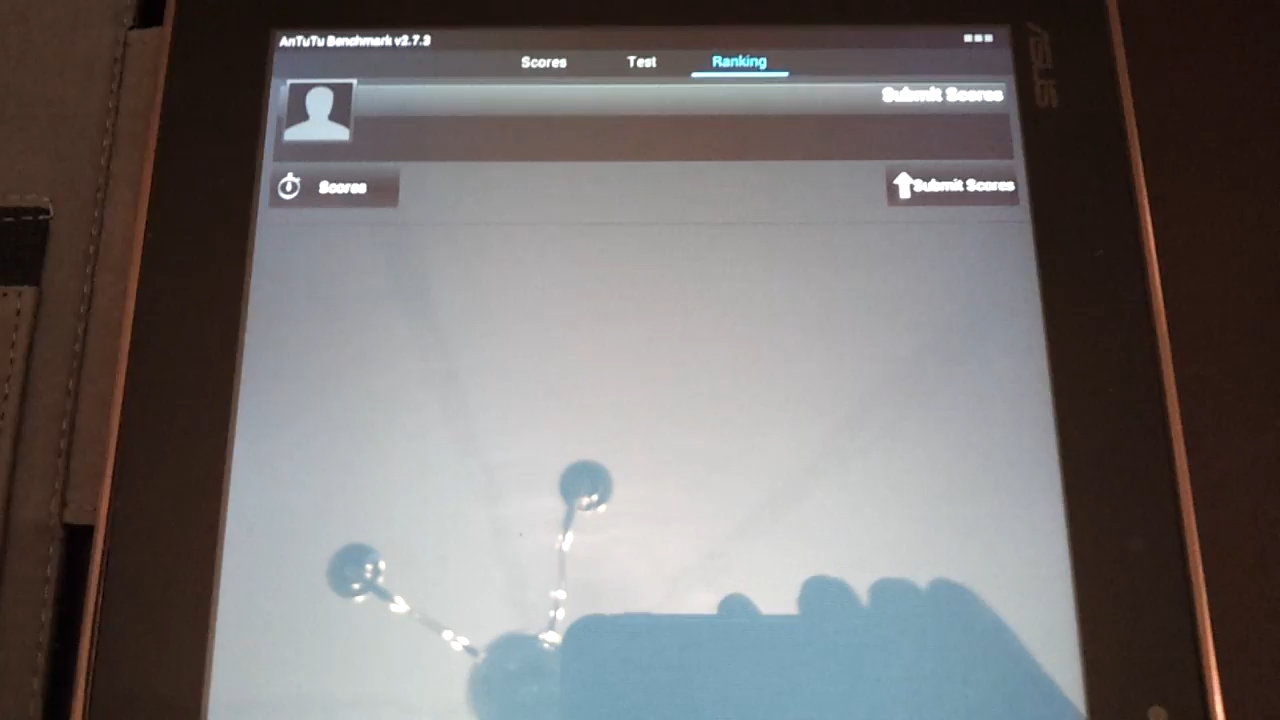 AnTuTu Benchmark v2.7.3
Scores
Test
Ranking
Submit Scores
Scores
Submit Scores
ASUS